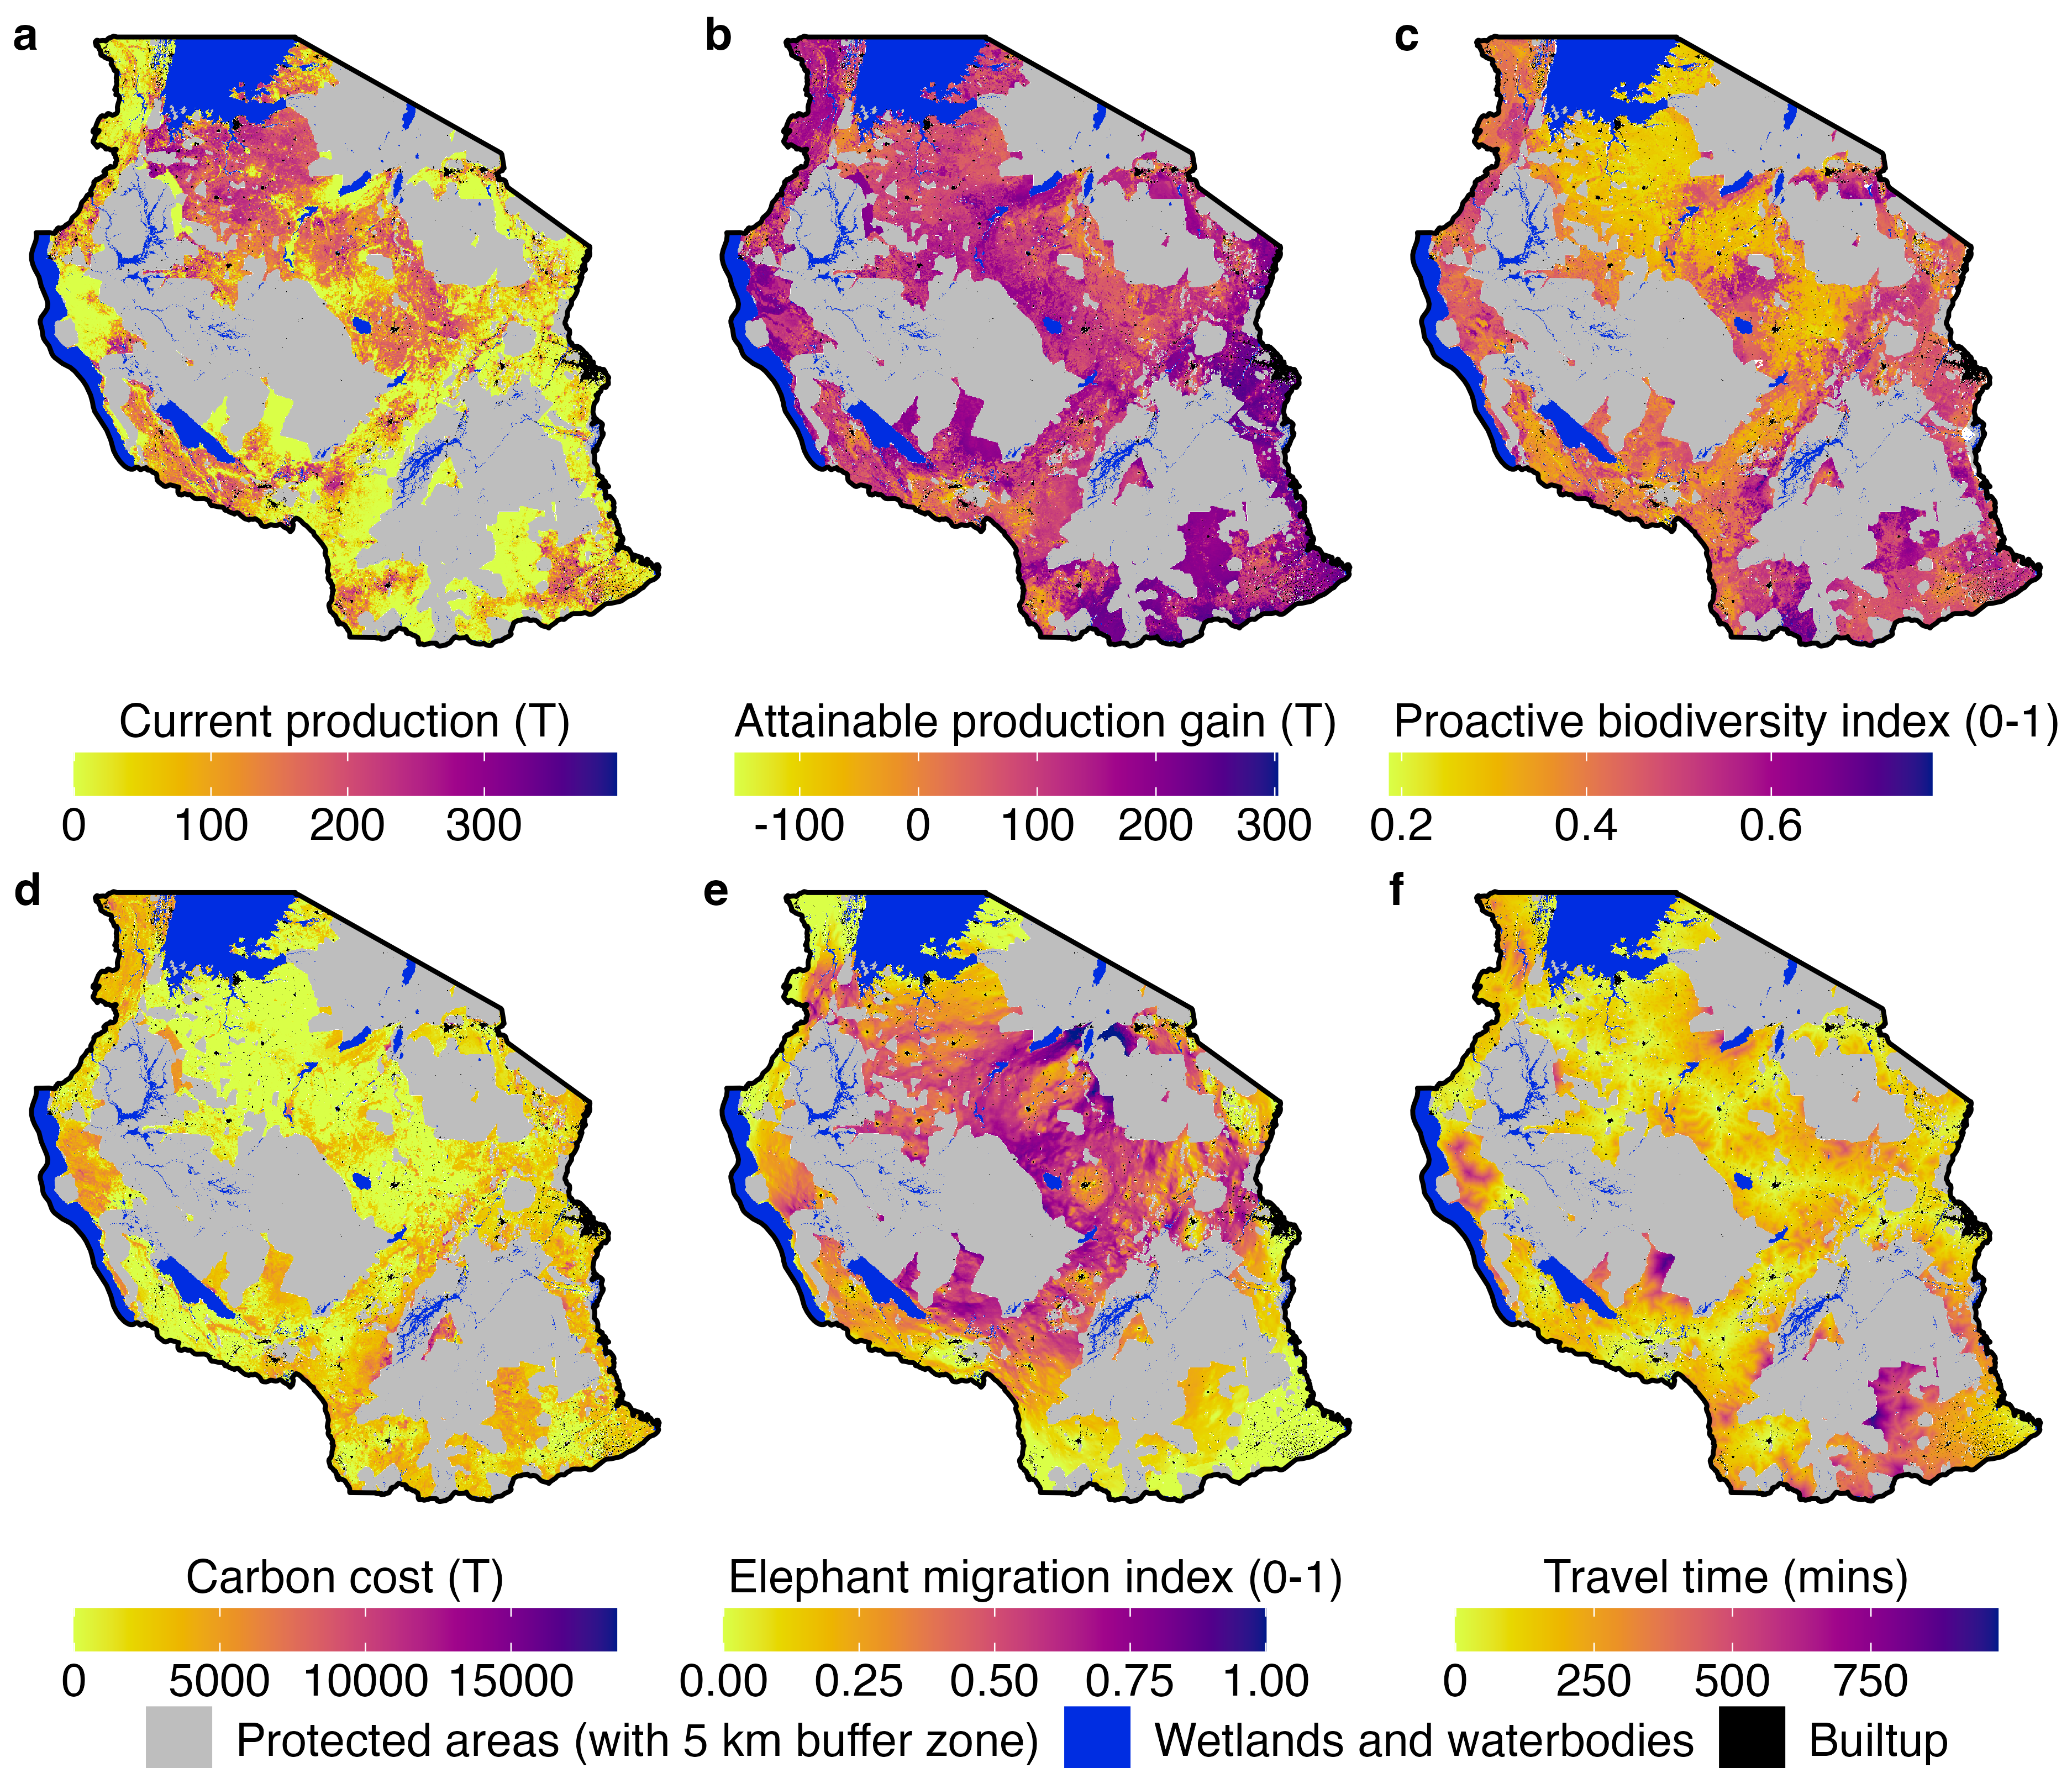 a
b
c
Current production (T)
0 100 200 300
Attainable production gain (T)
-100 0 100 200 300
Proactive biodiversity index (0-1)
0.2 0.4 0.6
d
e
f
Carbon cost (T)
0 5000 10000 15000
Elephant migration index (0-1)
0.00 0.25 0.50 0.75 1.00
Travel time (mins)
0 250 500 750
Protected areas (with 5 km buffer zone)
Wetlands and waterbodies
Builtup